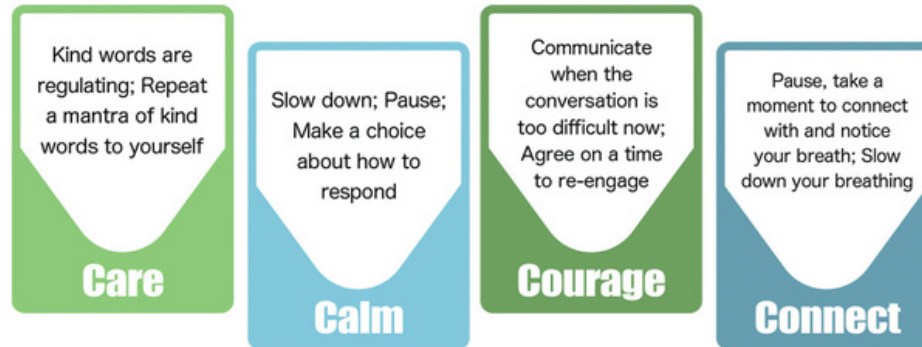 Kind words are
regulating; Repeat
a mantra of kind
words to yourself
Care
Slow down; Pause;
Make a choice
about how to
respond
Calm
Communicate
when the
conversation is
too difficult now;
Agree on a time
to re-engage
Courage
Pause, take a
moment to connect
with and notice
your breath; Slow
down your breathing
Connect